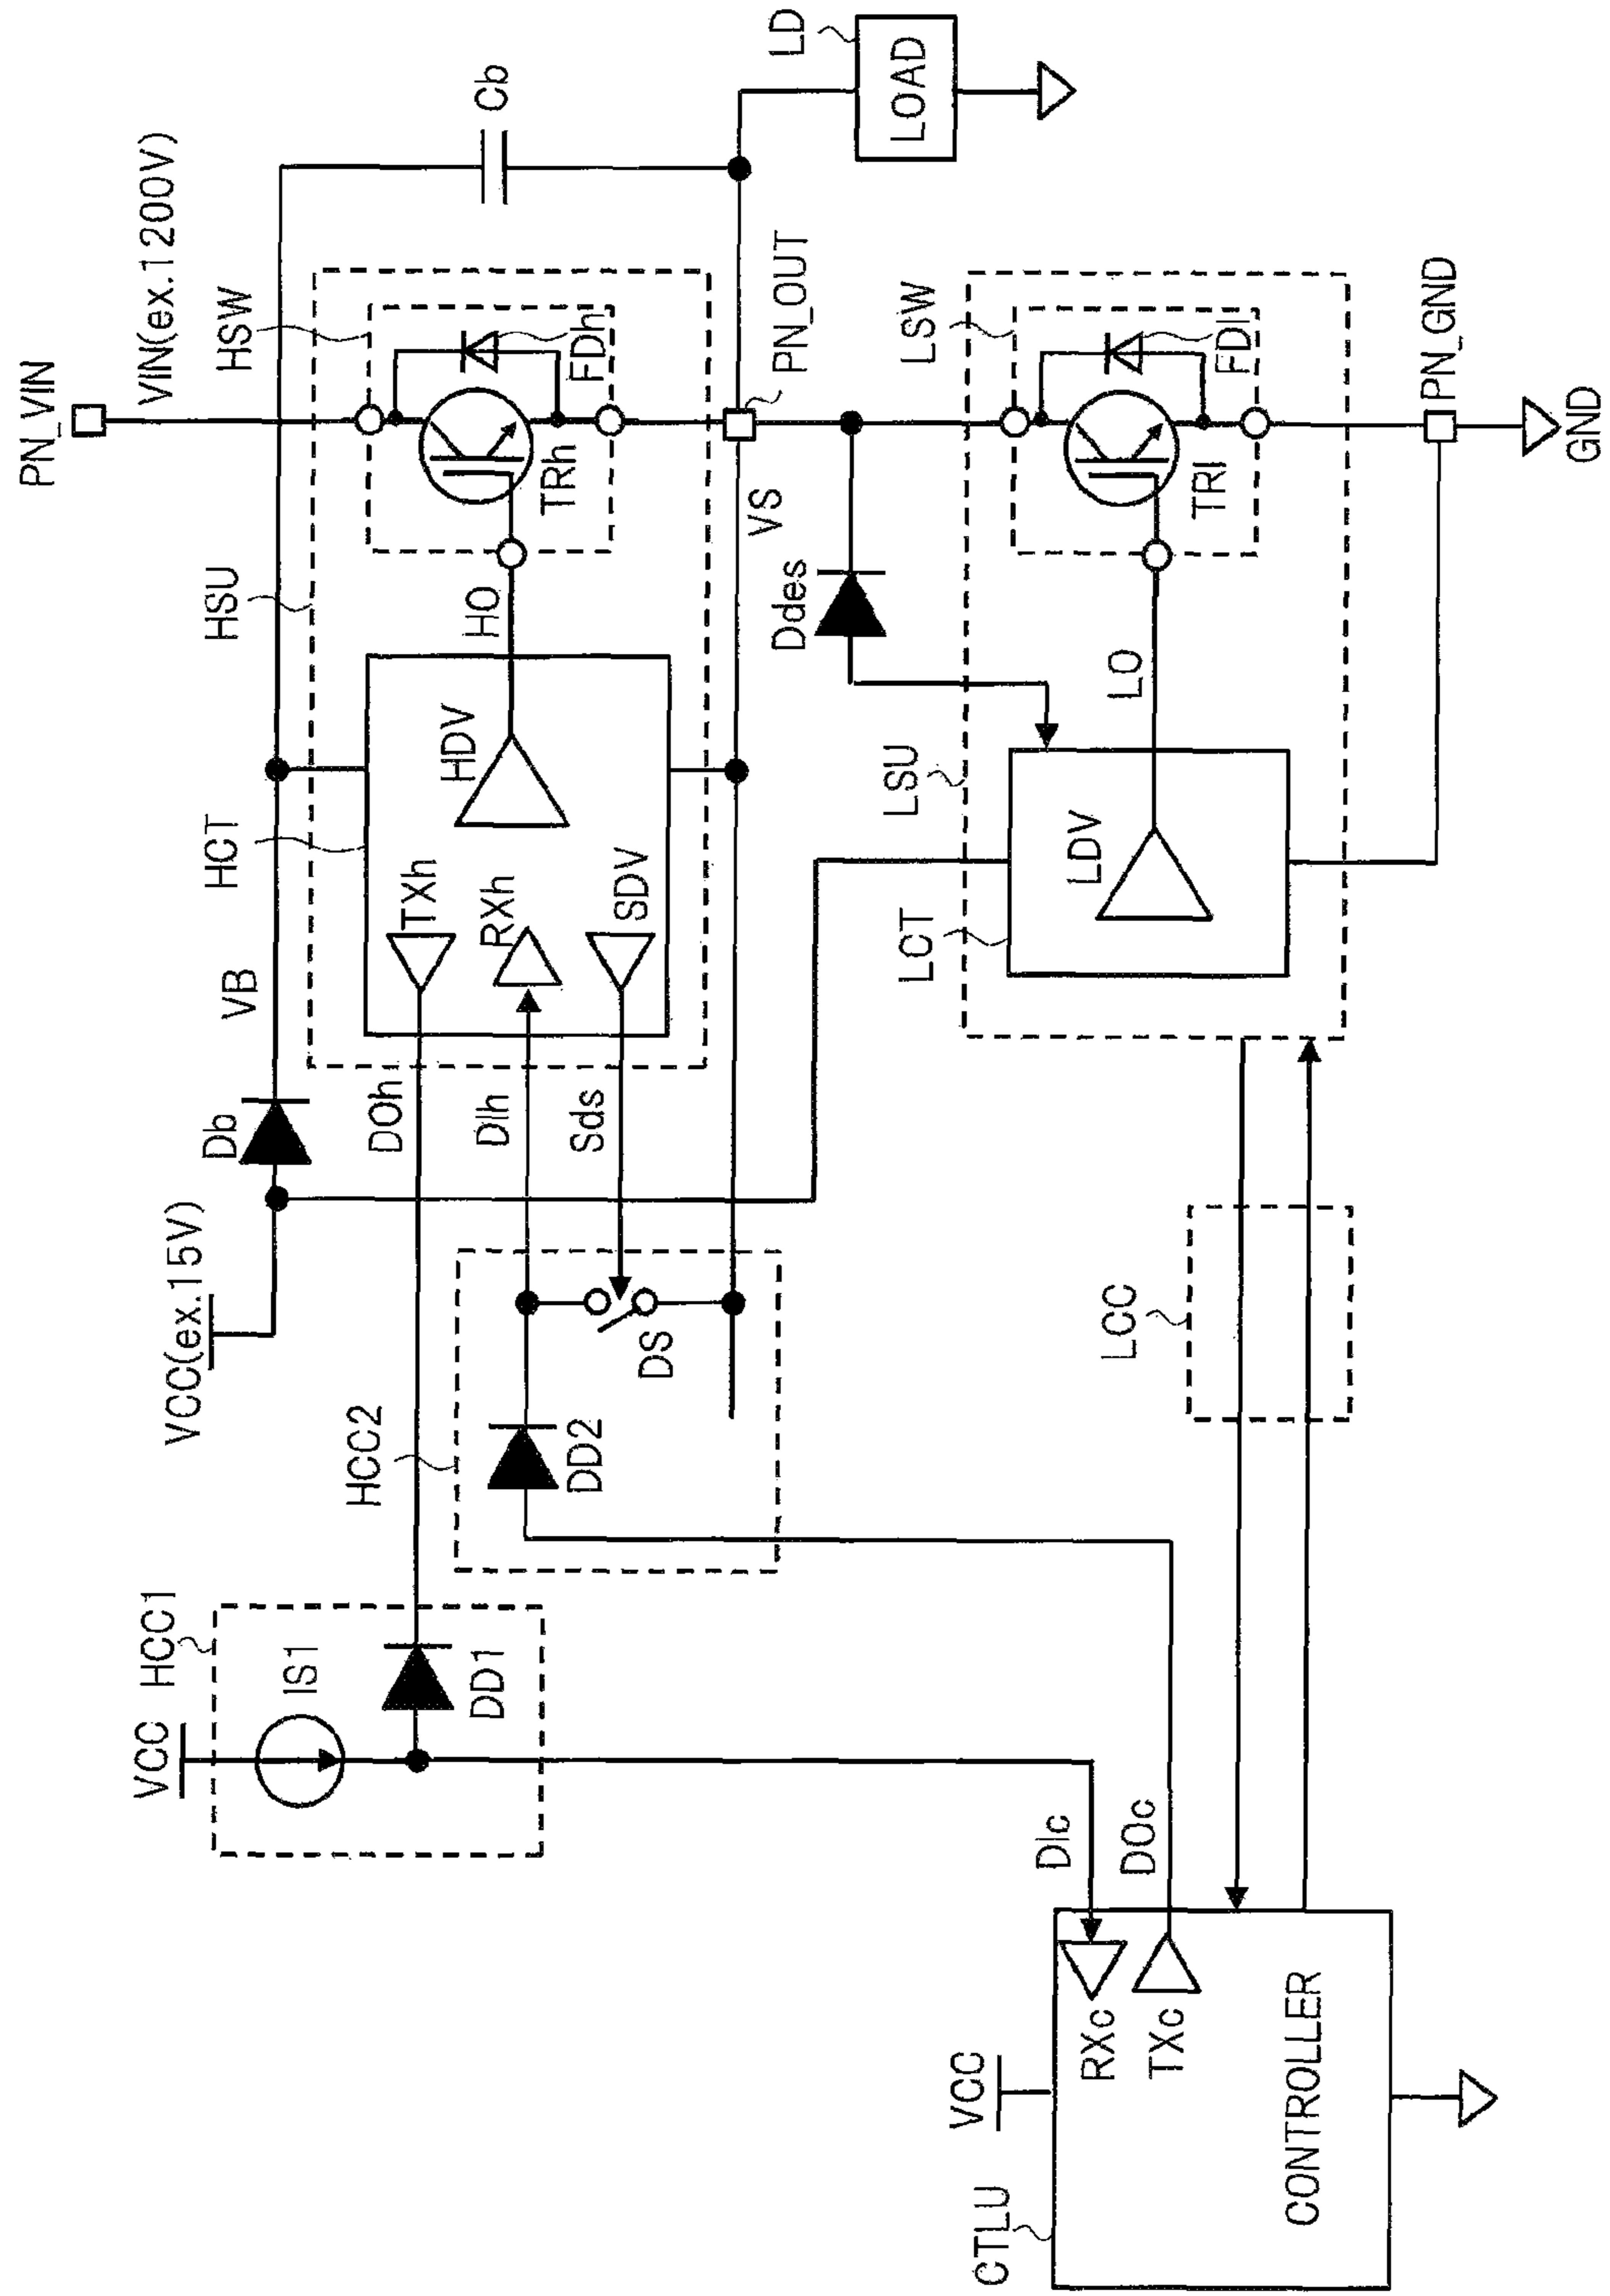 PN_VIN
VIN(ex.1200V)
HSW
HSU
HCT
VB
Db
VCC(ex.15V)
Cb
LD
LOAD
FDh
TRh
HO
HDV
TXh
RXh
SDV
DOh
DIh
Sds
PN_OUT
VS
HCC2
DS
DD2
HCC1
VCC
IS1
DD1
Ddes
LSW
FDl
TRl
LO
LSU
LDV
LCT
PN_GND
GND
LCC
DIc
DOc
VCC
RXc
TXc
CTLU
CONTROLLER